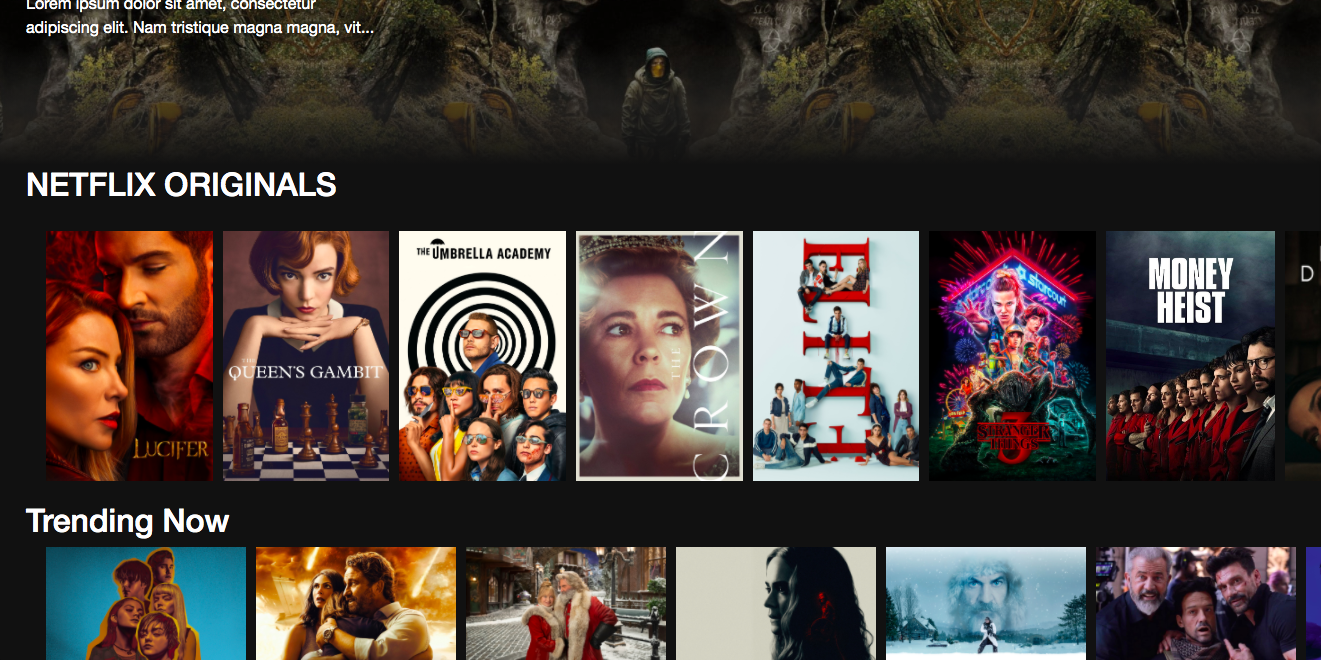 Lorem ipsum dolor sit amet, consectetur
adipiscing elit. Nam tristique magna magna, vit...
NETFLIX ORIGINALS
LUCIFER
THE
QUEEN'S GAMBIT
THE UMBRELLA ACADEMY
THE CROWN
ELITE
starcourt
STRANGER
THINGS
3
MONEY
HEIST
D
Trending Now